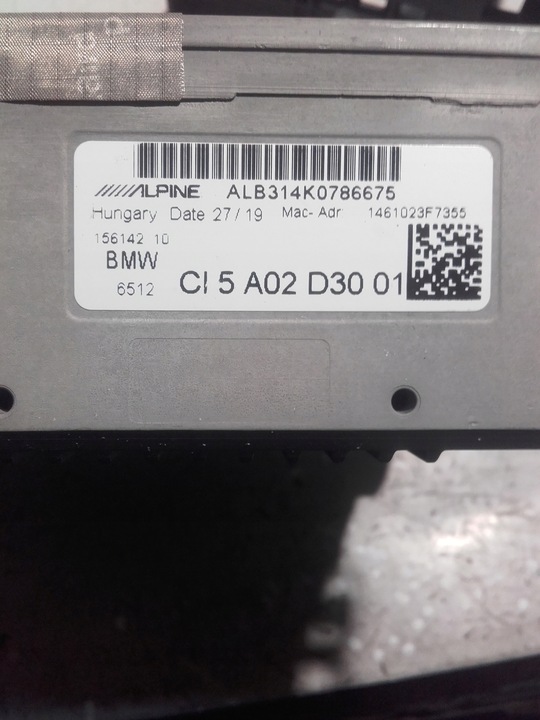 /////ALPINE ALB314K0786675
Hungary Date 27/19 Mac- Adr 1461023F7355
156142 10
BMW
6512 CI 5 A02 D30 01